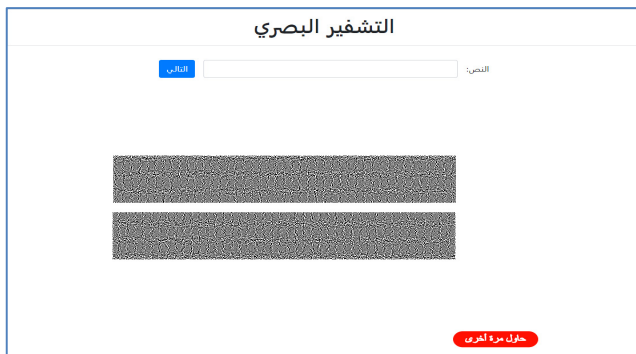 التشفير البصري
النص:
التالي
حاول مرة أخرى